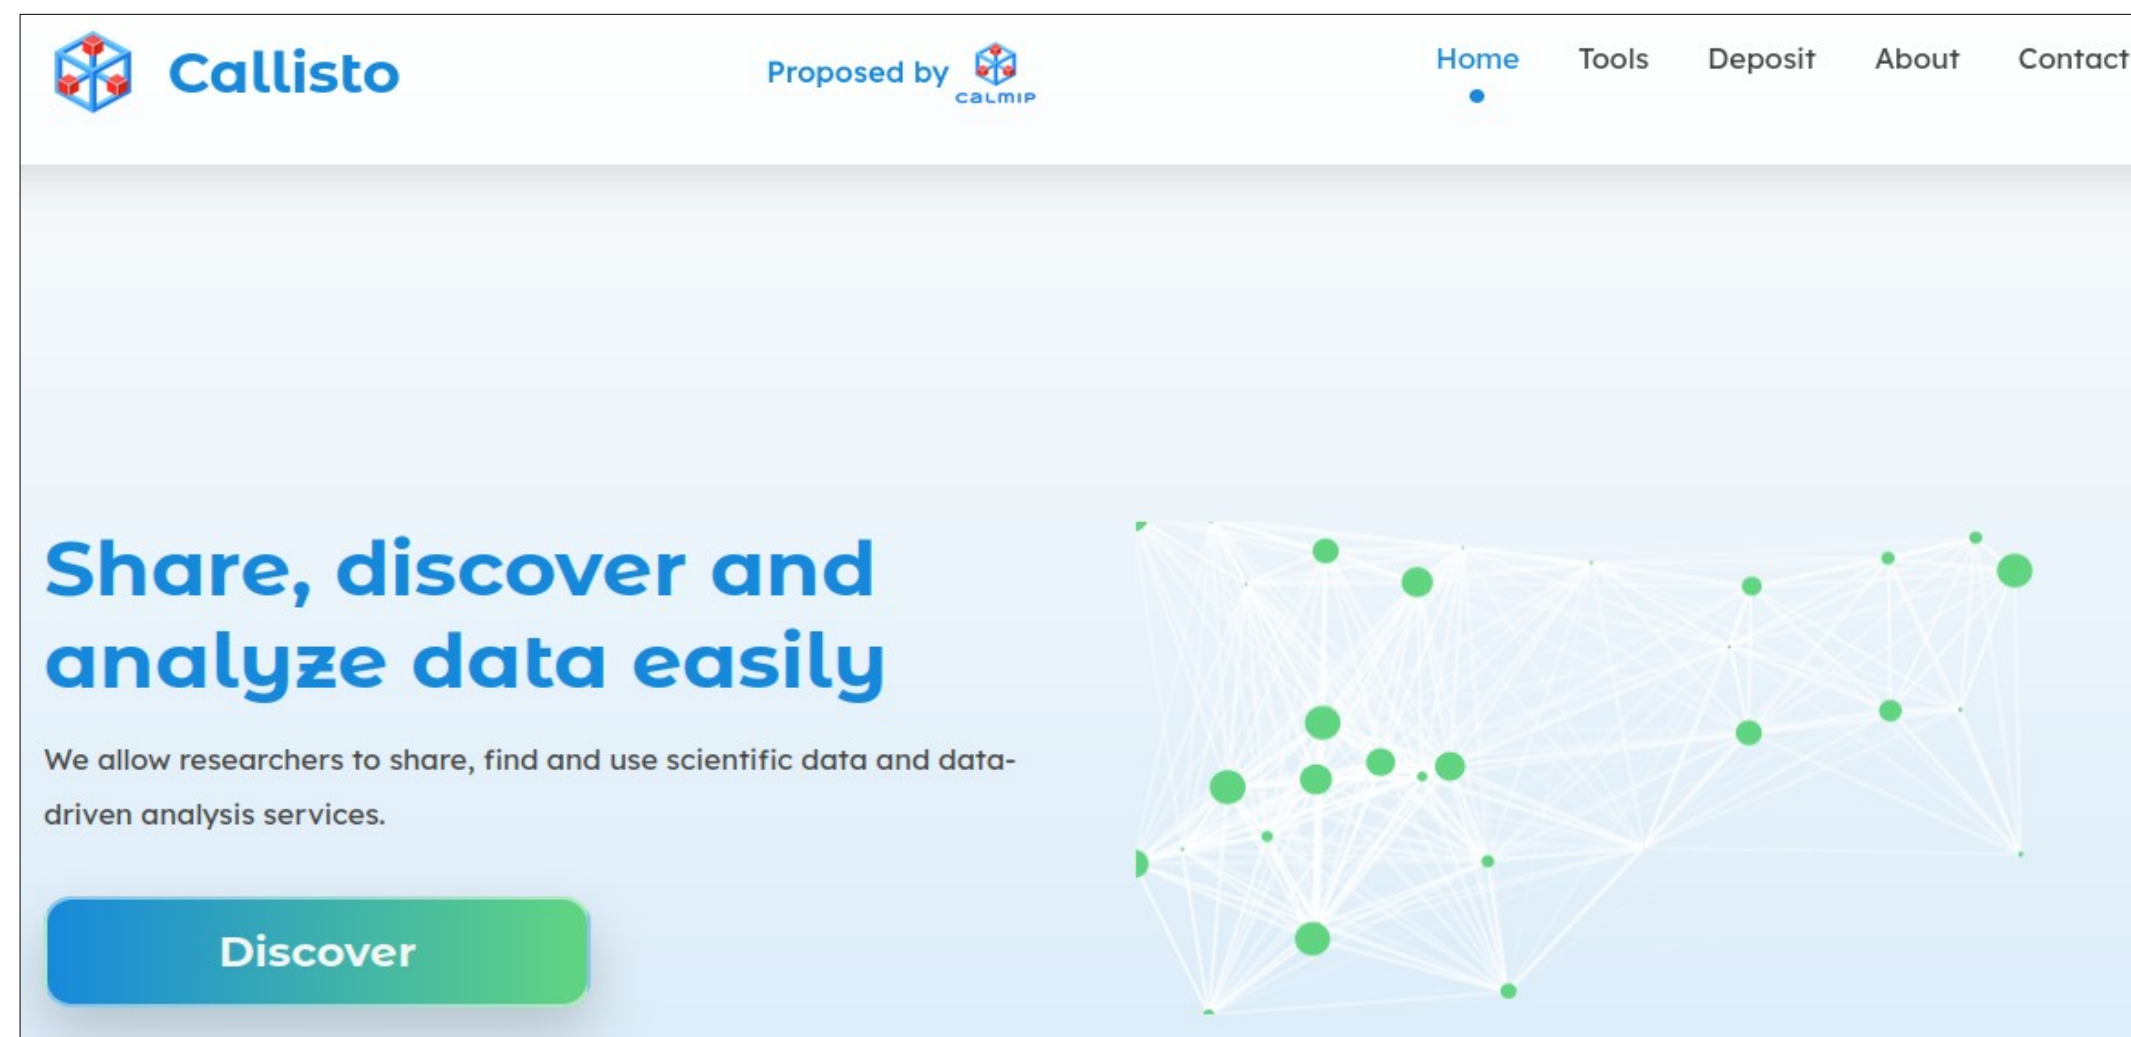 Callisto
Proposed by
CALMIP
Home Tools Deposit About Contact
Share, discover and
analyze data easily
We allow researchers to share, find and use scientific data and data-
driven analysis services.
Discover